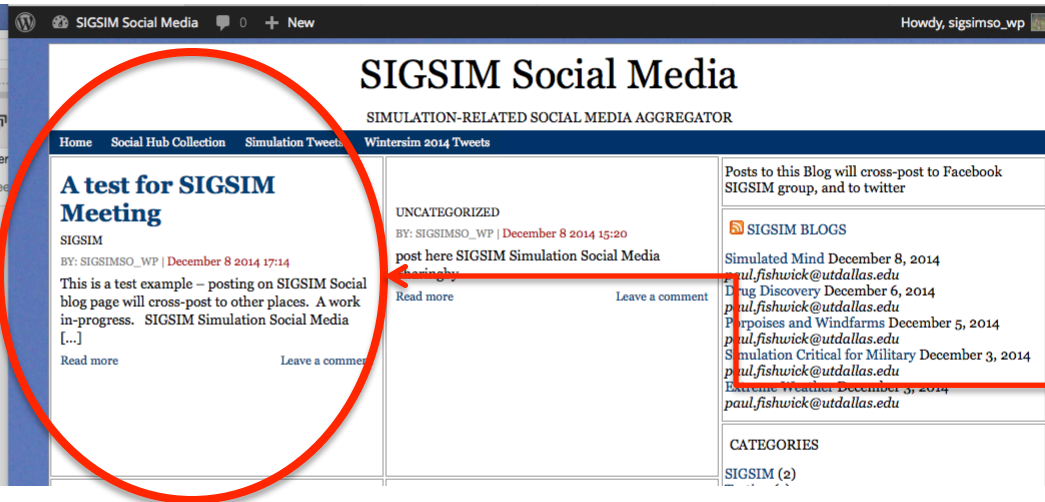 SIGSIM Social Media 0 + New Howdy, sigsimso_wp
SIGSIM Social Media
SIMULATION-RELATED SOCIAL MEDIA AGGREGATOR
Home Social Hub Collection Simulation Tweets Wintersim 2014 Tweets
A test for SIGSIM
Meeting
SIGSIM
BY: SIGSIMSO_WP | December 8 2014 17:14
This is a test example – posting on SIGSIM Social
blog page will cross-post to other places. A work
in-progress. SIGSIM Simulation Social Media
[...]
Read more Leave a comment
UNCATEGORIZED
BY: SIGSIMSO_WP | December 8 2014 15:20
post here SIGSIM Simulation Social Media
Sharingby
Read more Leave a comment
Posts to this Blog will cross-post to Facebook
SIGSIM group, and to twitter
SIGSIM BLOGS
Simulated Mind December 8, 2014
paul.fishwick@utdallas.edu
Drug Discovery December 6, 2014
paul.fishwick@utdallas.edu
Porpoises and Windfarms December 5, 2014
paul.fishwick@utdallas.edu
Simulation Critical for Military December 3, 2014
paul.fishwick@utdallas.edu
Extreme Weather December 3, 2014
paul.fishwick@utdallas.edu
CATEGORIES
SIGSIM (2)